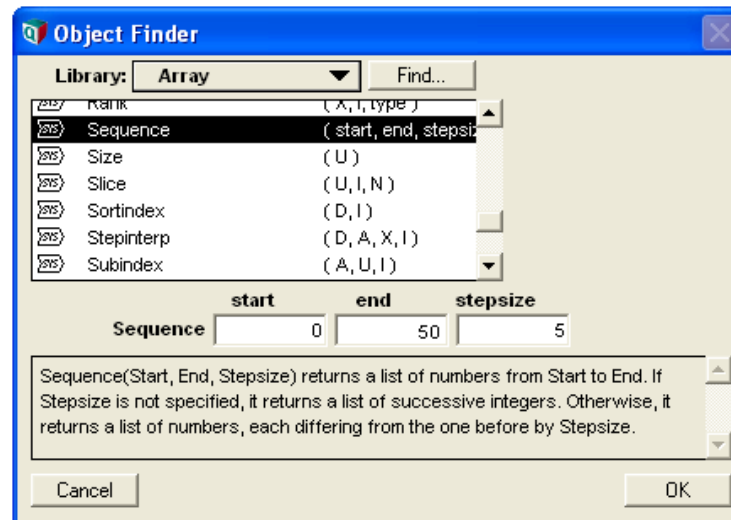 Object Finder
Library: Array Find...
Rank ( X, I, type )
Sequence ( start, end, stepsiz
Size ( U )
Slice ( U, I, N )
Sortindex ( D, I )
Stepinterp ( D, A, X, I )
Subindex ( A, U, I )
start end stepsize
Sequence 0 50 5
Sequence(Start, End, Stepsize) returns a list of numbers from Start to End. If
Stepsize is not specified, it returns a list of successive integers. Otherwise, it
returns a list of numbers, each differing from the one before by Stepsize.
Cancel OK